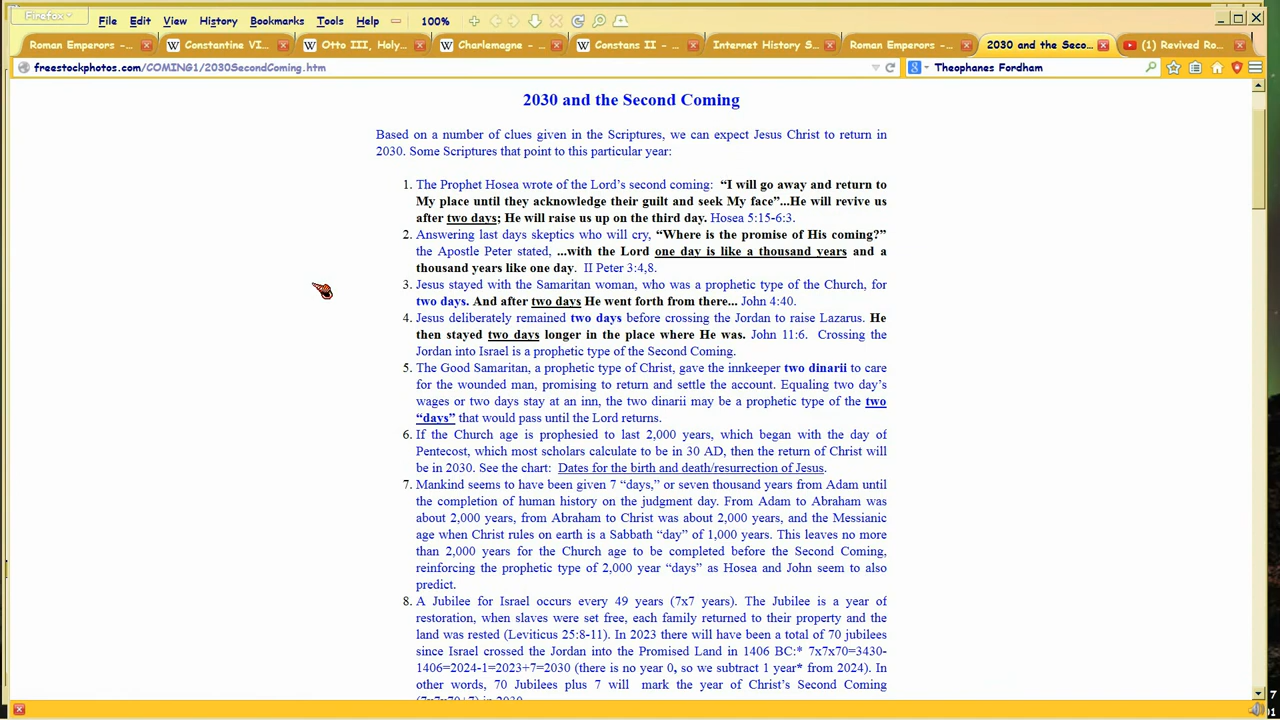 Firefox
File Edit View History Bookmarks Tools Help 100%
Roman Emperors -... Constantine VI... Otto III, Holy... Charlemagne - ... Constans II - ... Internet History S... Roman Emperors -... 2030 and the Seco... (1) Revived Ro...
freestockphotos.com/COMING1/2030SecondComing.htm Theophanes Fordham
2030 and the Second Coming
Based on a number of clues given in the Scriptures, we can expect Jesus Christ to return in
2030. Some Scriptures that point to this particular year:
1. The Prophet Hosea wrote of the Lord's second coming: “I will go away and return to
My place until they acknowledge their guilt and seek My face”...He will revive us
after two days; He will raise us up on the third day. Hosea 5:15-6:3.
2. Answering last days skeptics who will cry, “Where is the promise of His coming?”
the Apostle Peter stated, ...with the Lord one day is like a thousand years and a
thousand years like one day. II Peter 3:4,8.
3. Jesus stayed with the Samaritan woman, who was a prophetic type of the Church, for
two days. And after two days He went forth from there... John 4:40.
4. Jesus deliberately remained two days before crossing the Jordan to raise Lazarus. He
then stayed two days longer in the place where He was. John 11:6. Crossing the
Jordan into Israel is a prophetic type of the Second Coming.
5. The Good Samaritan, a prophetic type of Christ, gave the innkeeper two dinarii to care
for the wounded man, promising to return and settle the account. Equaling two day's
wages or two days stay at an inn, the two dinarii may be a prophetic type of the two
“days” that would pass until the Lord returns.
6. If the Church age is prophesied to last 2,000 years, which began with the day of
Pentecost, which most scholars calculate to be in 30 AD, then the return of Christ will
be in 2030. See the chart: Dates for the birth and death/resurrection of Jesus.
7. Mankind seems to have been given 7 “days,” or seven thousand years from Adam until
the completion of human history on the judgment day. From Adam to Abraham was
about 2,000 years, from Abraham to Christ was about 2,000 years, and the Messianic
age when Christ rules on earth is a Sabbath “day” of 1,000 years. This leaves no more
than 2,000 years for the Church age to be completed before the Second Coming,
reinforcing the prophetic type of 2,000 year “days” as Hosea and John seem to also
predict.
8. A Jubilee for Israel occurs every 49 years (7x7 years). The Jubilee is a year of
restoration, when slaves were set free, each family returned to their property and the
land was rested (Leviticus 25:8-11). In 2023 there will have been a total of 70 jubilees
since Israel crossed the Jordan into the Promised Land in 1406 BC:* 7x7x70=3430-
1406=2024-1=2023+7=2030 (there is no year 0, so we subtract 1 year* from 2024). In
other words, 70 Jubilees plus 7 will mark the year of Christ's Second Coming
(7x7x70+7) in 2030.